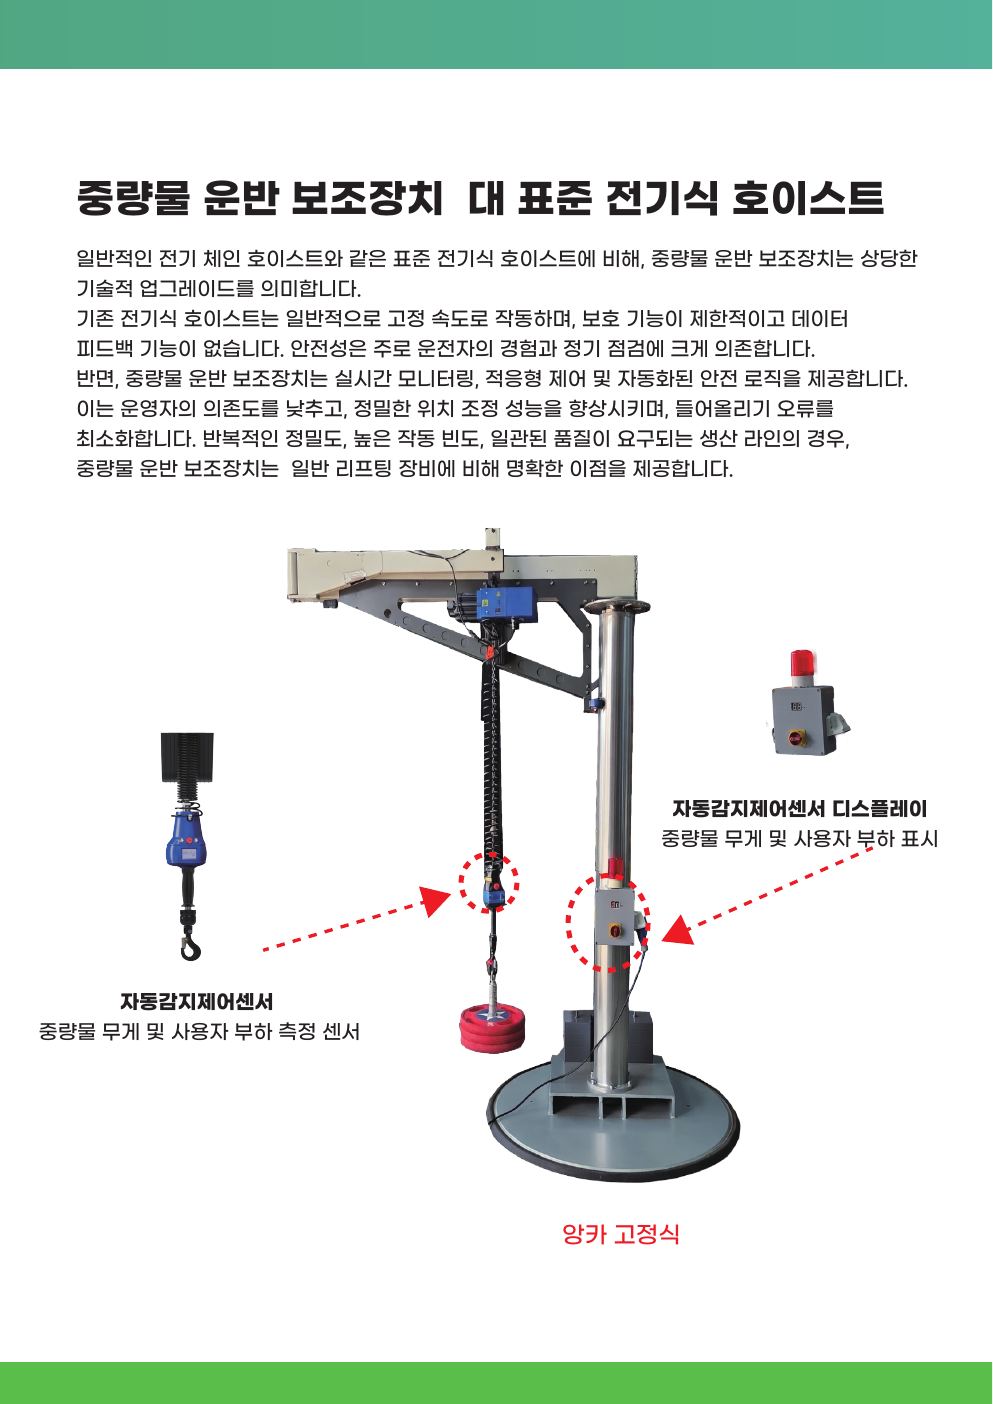 중량물 운반 보조장치  대 표준 전기식 호이스트
일반적인 전기 체인 호이스트와 같은 표준 전기식 호이스트에 비해, 중량물 운반 보조장치는 상당한
기술적 업그레이드를 의미합니다.
기존 전기식 호이스트는 일반적으로 고정 속도로 작동하며, 보호 기능이 제한적이고 데이터
피드백 기능이 없습니다. 안전성은 주로 운전자의 경험과 정기 점검에 크게 의존합니다.
반면, 중량물 운반 보조장치는 실시간 모니터링, 적응형 제어 및 자동화된 안전 로직을 제공합니다.
이는 운영자의 의존도를 낮추고, 정밀한 위치 조정 성능을 향상시키며, 들어올리기 오류를
최소화합니다. 반복적인 정밀도, 높은 작동 빈도, 일관된 품질이 요구되는 생산 라인의 경우,
중량물 운반 보조장치는  일반 리프팅 장비에 비해 명확한 이점을 제공합니다.
자동감지제어센서 디스플레이
중량물 무게 및 사용자 부하 표시
자동감지제어센서
중량물 무게 및 사용자 부하 측정 센서
앙카 고정식